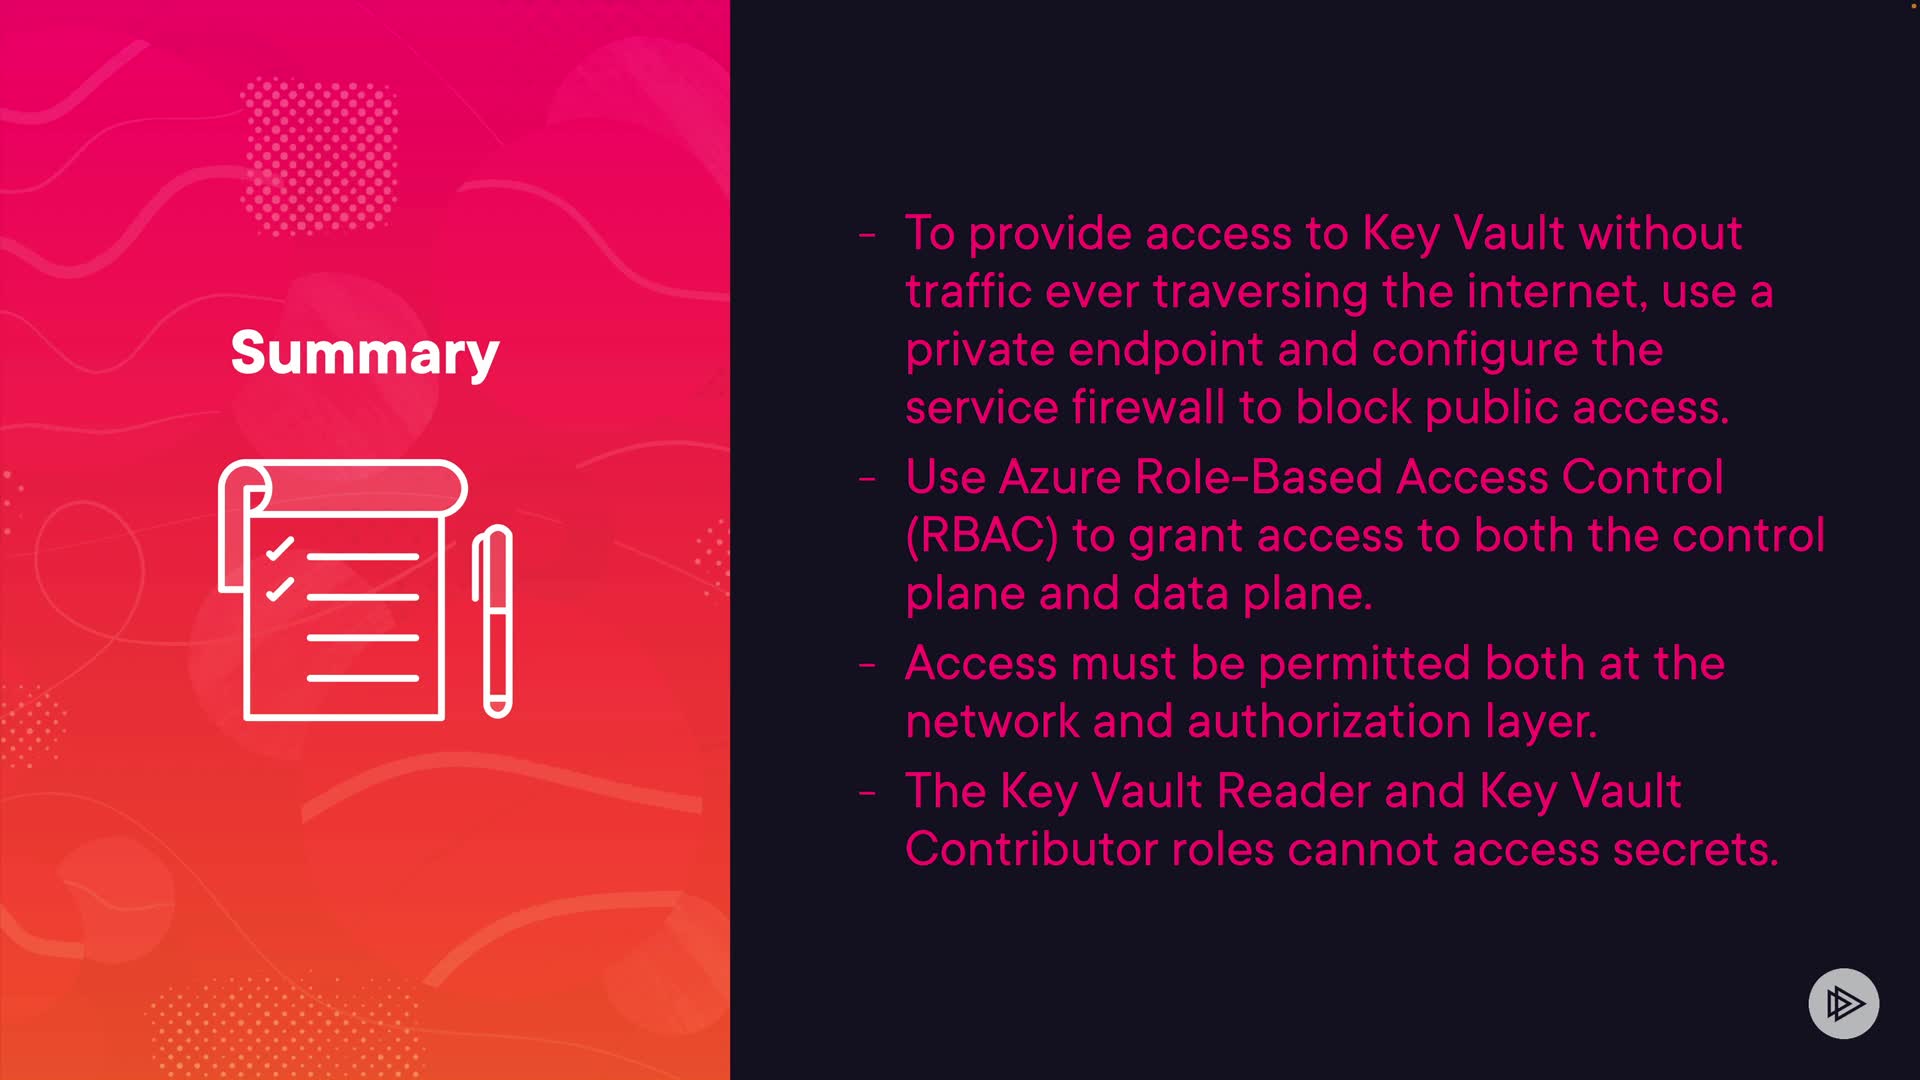 Summary
- To provide access to Key Vault without
traffic ever traversing the internet, use a
private endpoint and configure the
service firewall to block public access.
- Use Azure Role-Based Access Control
(RBAC) to grant access to both the control
plane and data plane.
- Access must be permitted both at the
network and authorization layer.
- The Key Vault Reader and Key Vault
Contributor roles cannot access secrets.